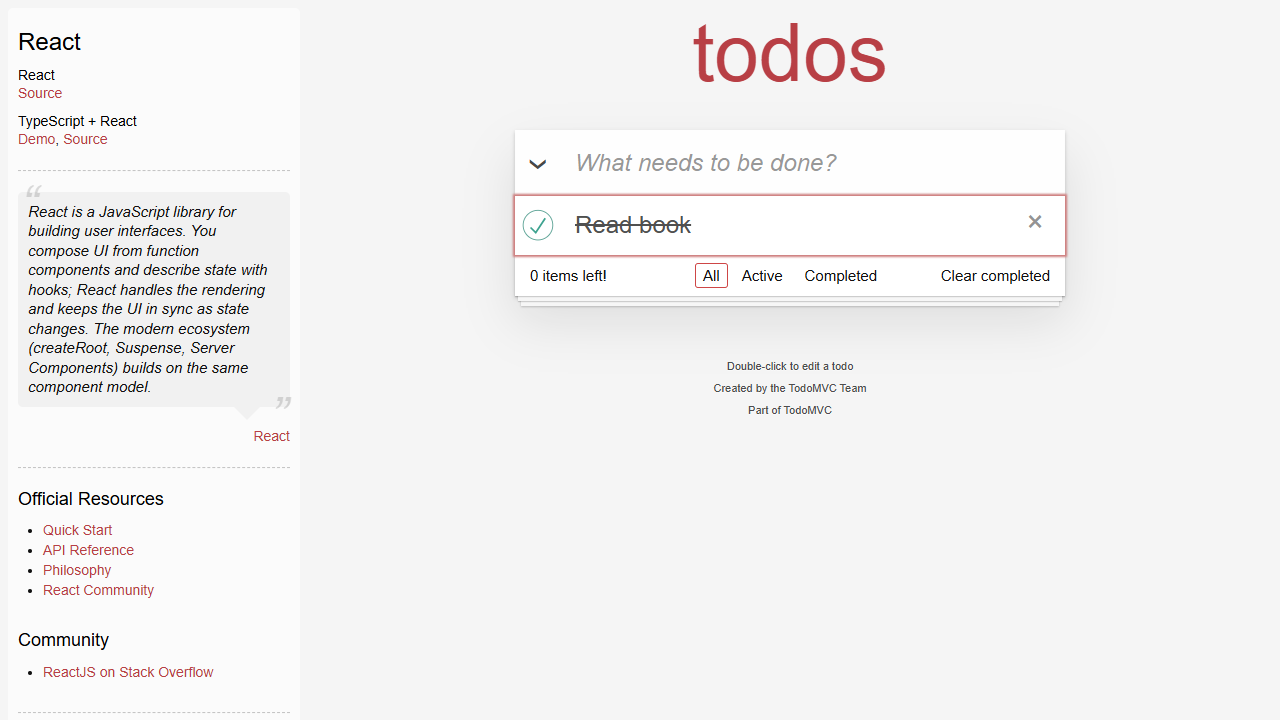 React
React
Source
TypeScript + React
Demo, Source
“
React is a JavaScript library for
building user interfaces. You
compose UI from function
components and describe state with
hooks; React handles the rendering
and keeps the UI in sync as state
changes. The modern ecosystem
(createRoot, Suspense, Server
Components) builds on the same
component model.
”
React
Official Resources
• Quick Start
• API Reference
• Philosophy
• React Community
Community
• ReactJS on Stack Overflow
todos
What needs to be done?
Read book ×
0 items left! All Active Completed Clear completed
Double-click to edit a todo
Created by the TodoMVC Team
Part of TodoMVC